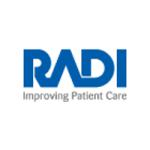 RADI
Improving Patient Care